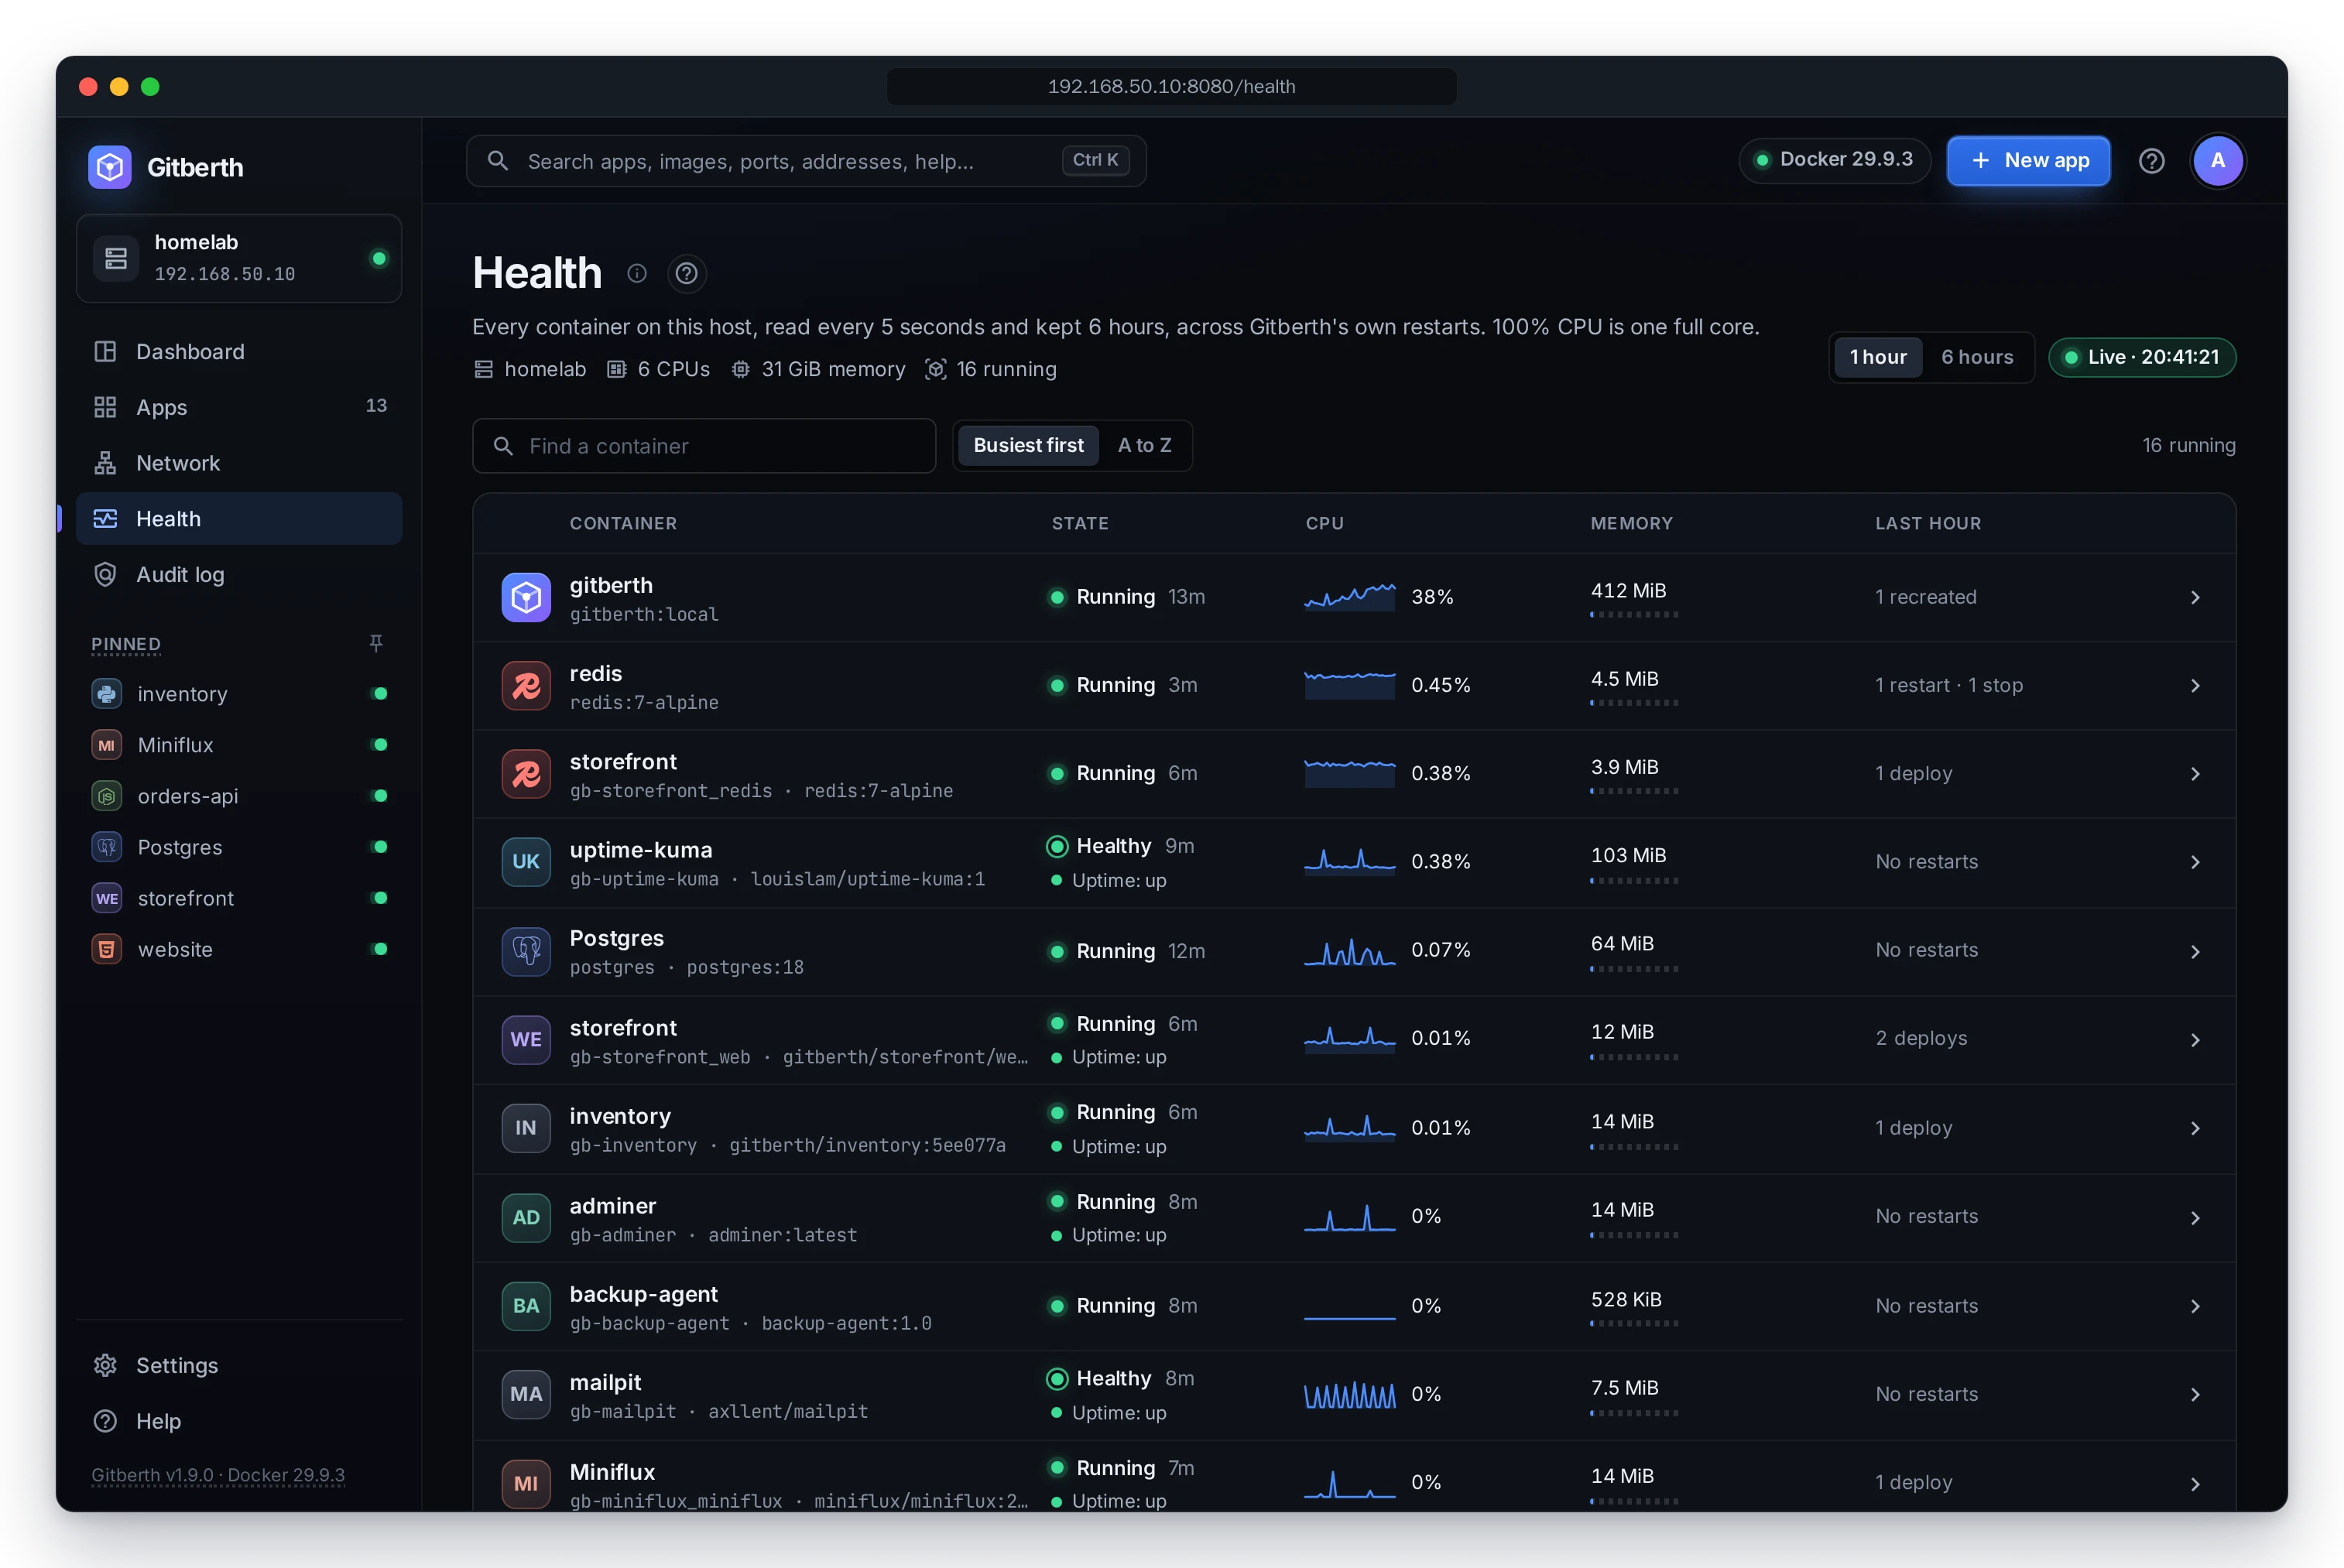 192.168.50.10:8080/health
Gitberth
Search apps, images, ports, addresses, help... Ctrl K
Docker 29.9.3
+ New app
A
homelab
192.168.50.10
Dashboard
Apps 13
Network
Health
Audit log
PINNED
inventory
MI Miniflux
orders-api
Postgres
WE storefront
website
Settings
Help
Gitberth v1.9.0 · Docker 29.9.3
Health
Every container on this host, read every 5 seconds and kept 6 hours, across Gitberth's own restarts. 100% CPU is one full core.
homelab 6 CPUs 31 GiB memory 16 running
1 hour 6 hours
Live · 20:41:21
Find a container
Busiest first A to Z
16 running
CONTAINER STATE CPU MEMORY LAST HOUR
gitberth
gitberth:local
Running 13m
38%
412 MiB
1 recreated
redis
redis:7-alpine
Running 3m
0.45%
4.5 MiB
1 restart · 1 stop
storefront
gb-storefront_redis · redis:7-alpine
Running 6m
0.38%
3.9 MiB
1 deploy
UK
uptime-kuma
gb-uptime-kuma · louislam/uptime-kuma:1
Healthy 9m
Uptime: up
0.38%
103 MiB
No restarts
Postgres
postgres · postgres:18
Running 12m
0.07%
64 MiB
No restarts
WE
storefront
gb-storefront_web · gitberth/storefront/we…
Running 6m
Uptime: up
0.01%
12 MiB
2 deploys
IN
inventory
gb-inventory · gitberth/inventory:5ee077a
Running 6m
Uptime: up
0.01%
14 MiB
1 deploy
AD
adminer
gb-adminer · adminer:latest
Running 8m
Uptime: up
0%
14 MiB
No restarts
BA
backup-agent
gb-backup-agent · backup-agent:1.0
Running 8m
0%
528 KiB
No restarts
MA
mailpit
gb-mailpit · axllent/mailpit
Healthy 8m
Uptime: up
0%
7.5 MiB
No restarts
MI
Miniflux
gb-miniflux_miniflux · miniflux/miniflux:2…
Running 7m
Uptime: up
0%
14 MiB
1 deploy